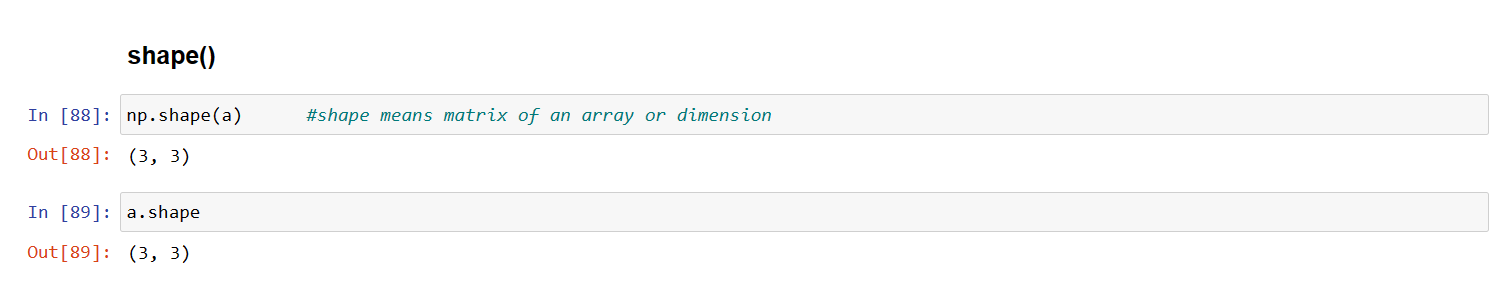 shape()
In [88]: np.shape(a) #shape means matrix of an array or dimension
Out[88]: (3, 3)
In [89]: a.shape
Out[89]: (3, 3)